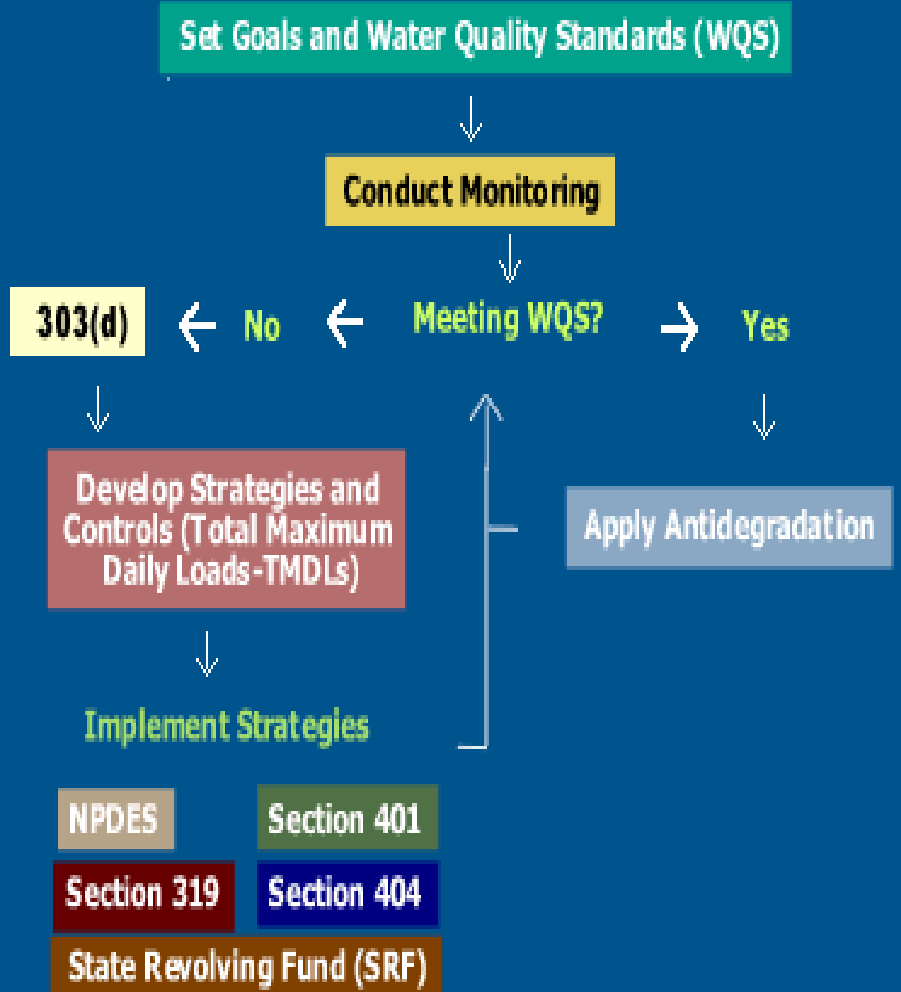 Set Goals and Water Quality Standards (WQS)
Conduct Monitoring
303(d)
No
Meeting WQS?
Yes
Develop Strategies and
Controls (Total Maximum
Daily Loads-TMDLs)
Apply Antidegradation
Implement Strategies
NPDES
Section 401
Section 319
Section 404
State Revolving Fund (SRF)